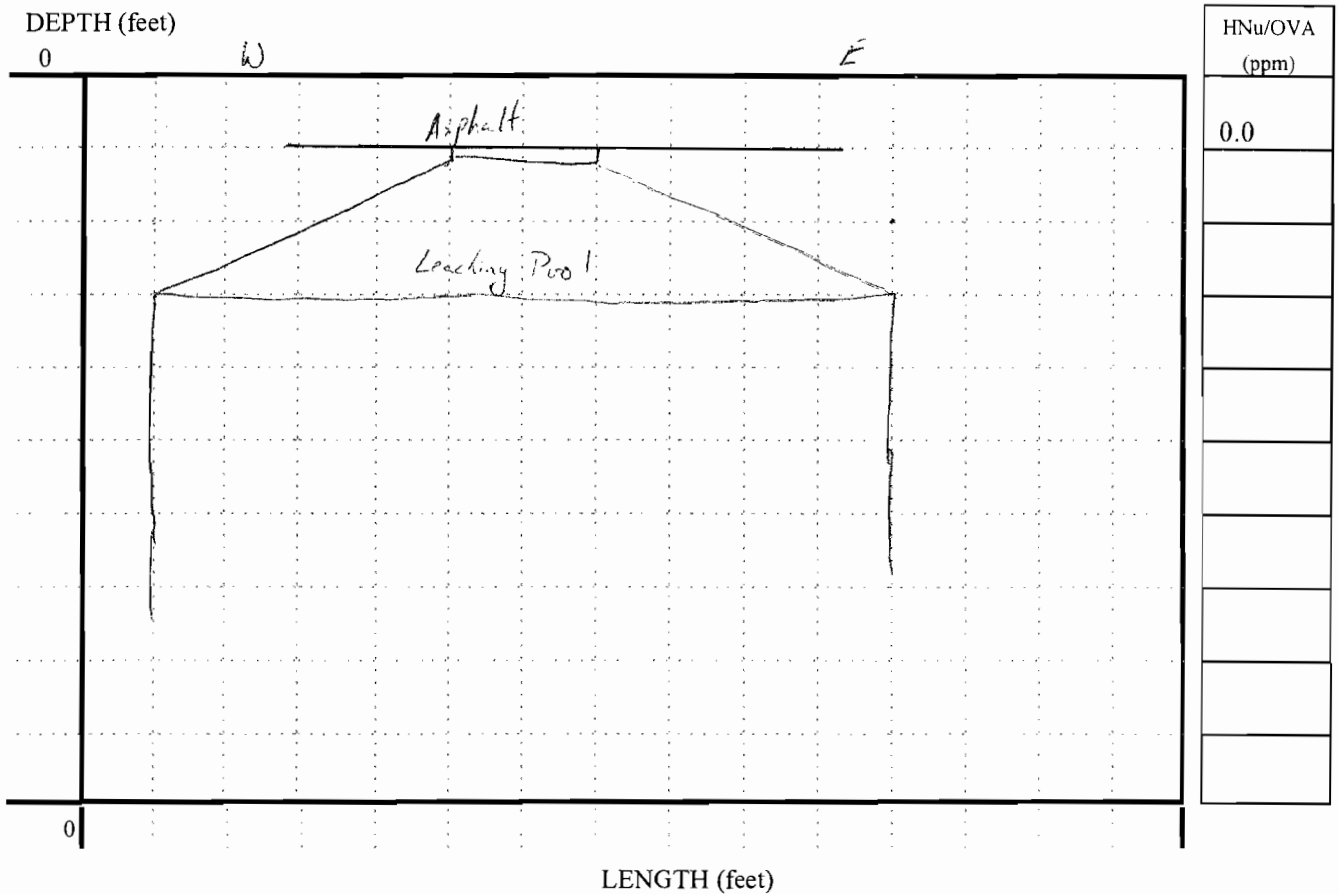 DEPTH (feet)
HNu/OVA
(ppm)
0
W
E
Asphalt
0.0
Leaching Pool
0
LENGTH (feet)